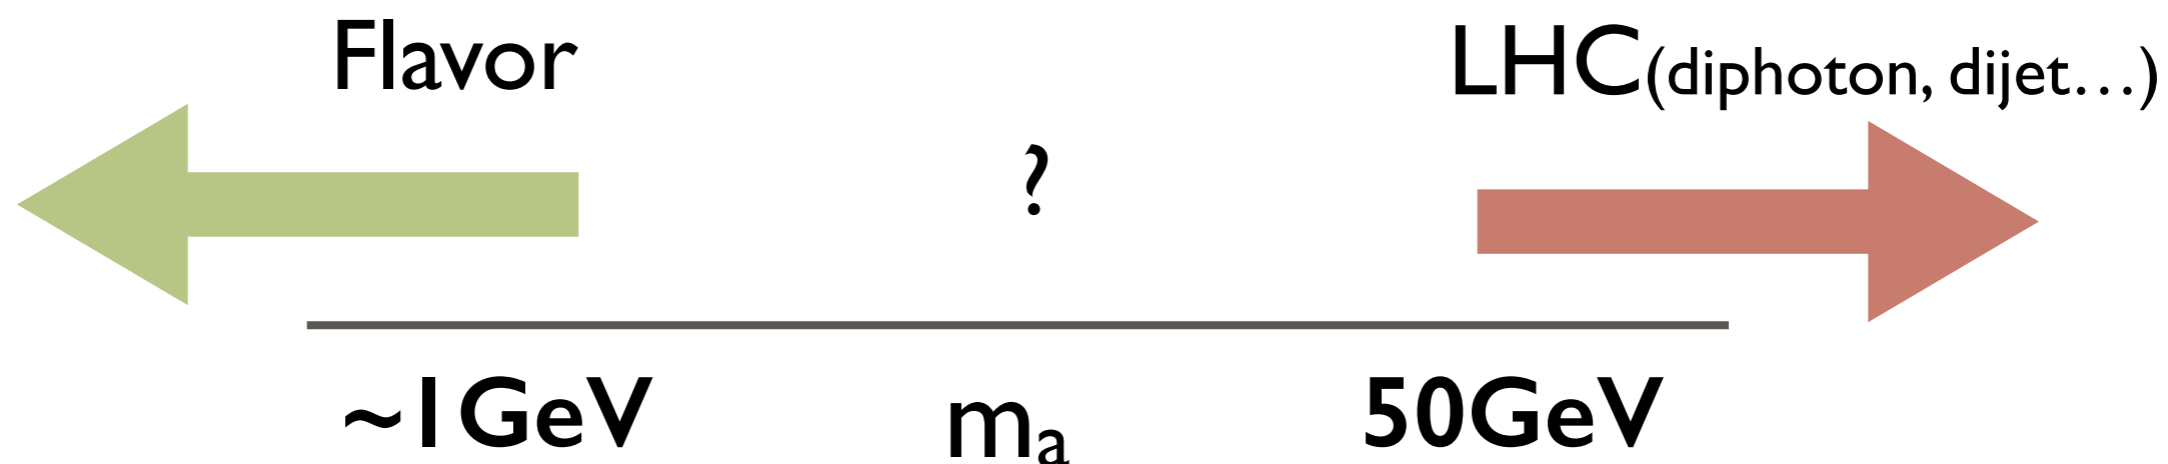 Flavor LHC(diphoton, dijet…)
?
~1GeV mₐ 50GeV